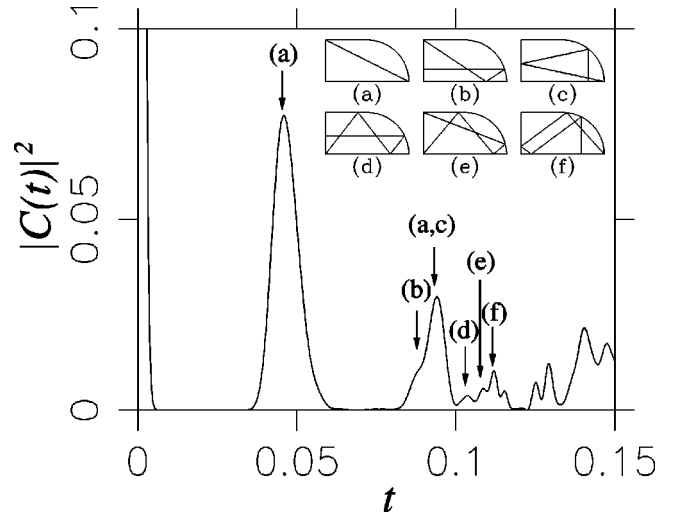 0.1
0.05
0
|C(t)|²
(a)
(a) (b) (c)
(d) (e) (f)
(a,c)
(b)
(e)
(d)
(f)
0 0.05 0.1 0.15
t